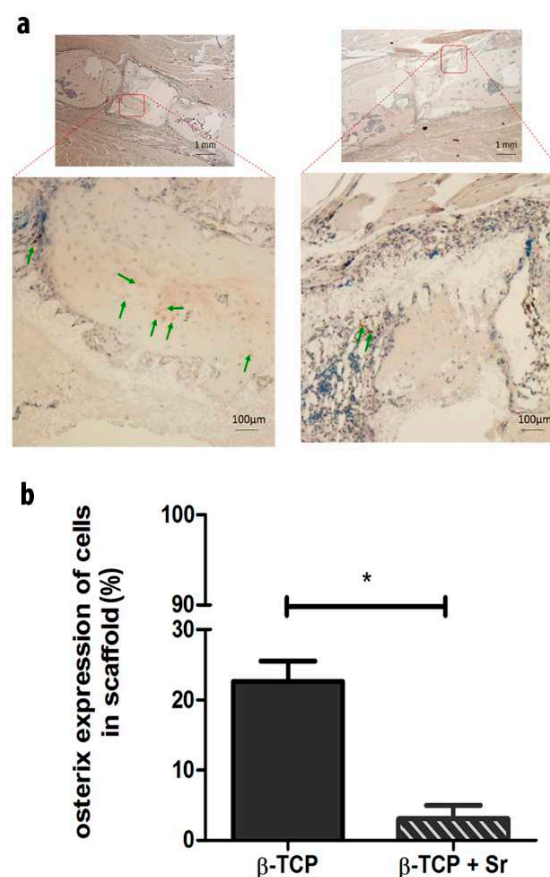 a
1 mm
1 mm
100µm
100µm
b
osterix expression of cells
in scaffold (%)
100
90
30
20
10
0
*
β-TCP
β-TCP + Sr